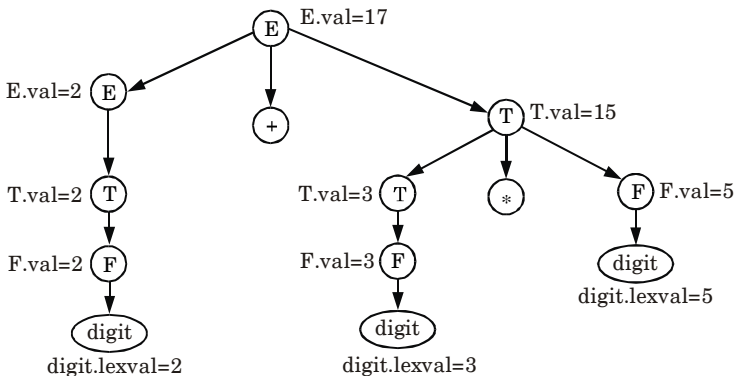 E E.val=17
E.val=2 E
+
T T.val=15
T.val=2 T
T.val=3 T
*
F F.val=5
F.val=2 F
F.val=3 F
digit
digit.lexval=5
digit
digit.lexval=2
digit
digit.lexval=3